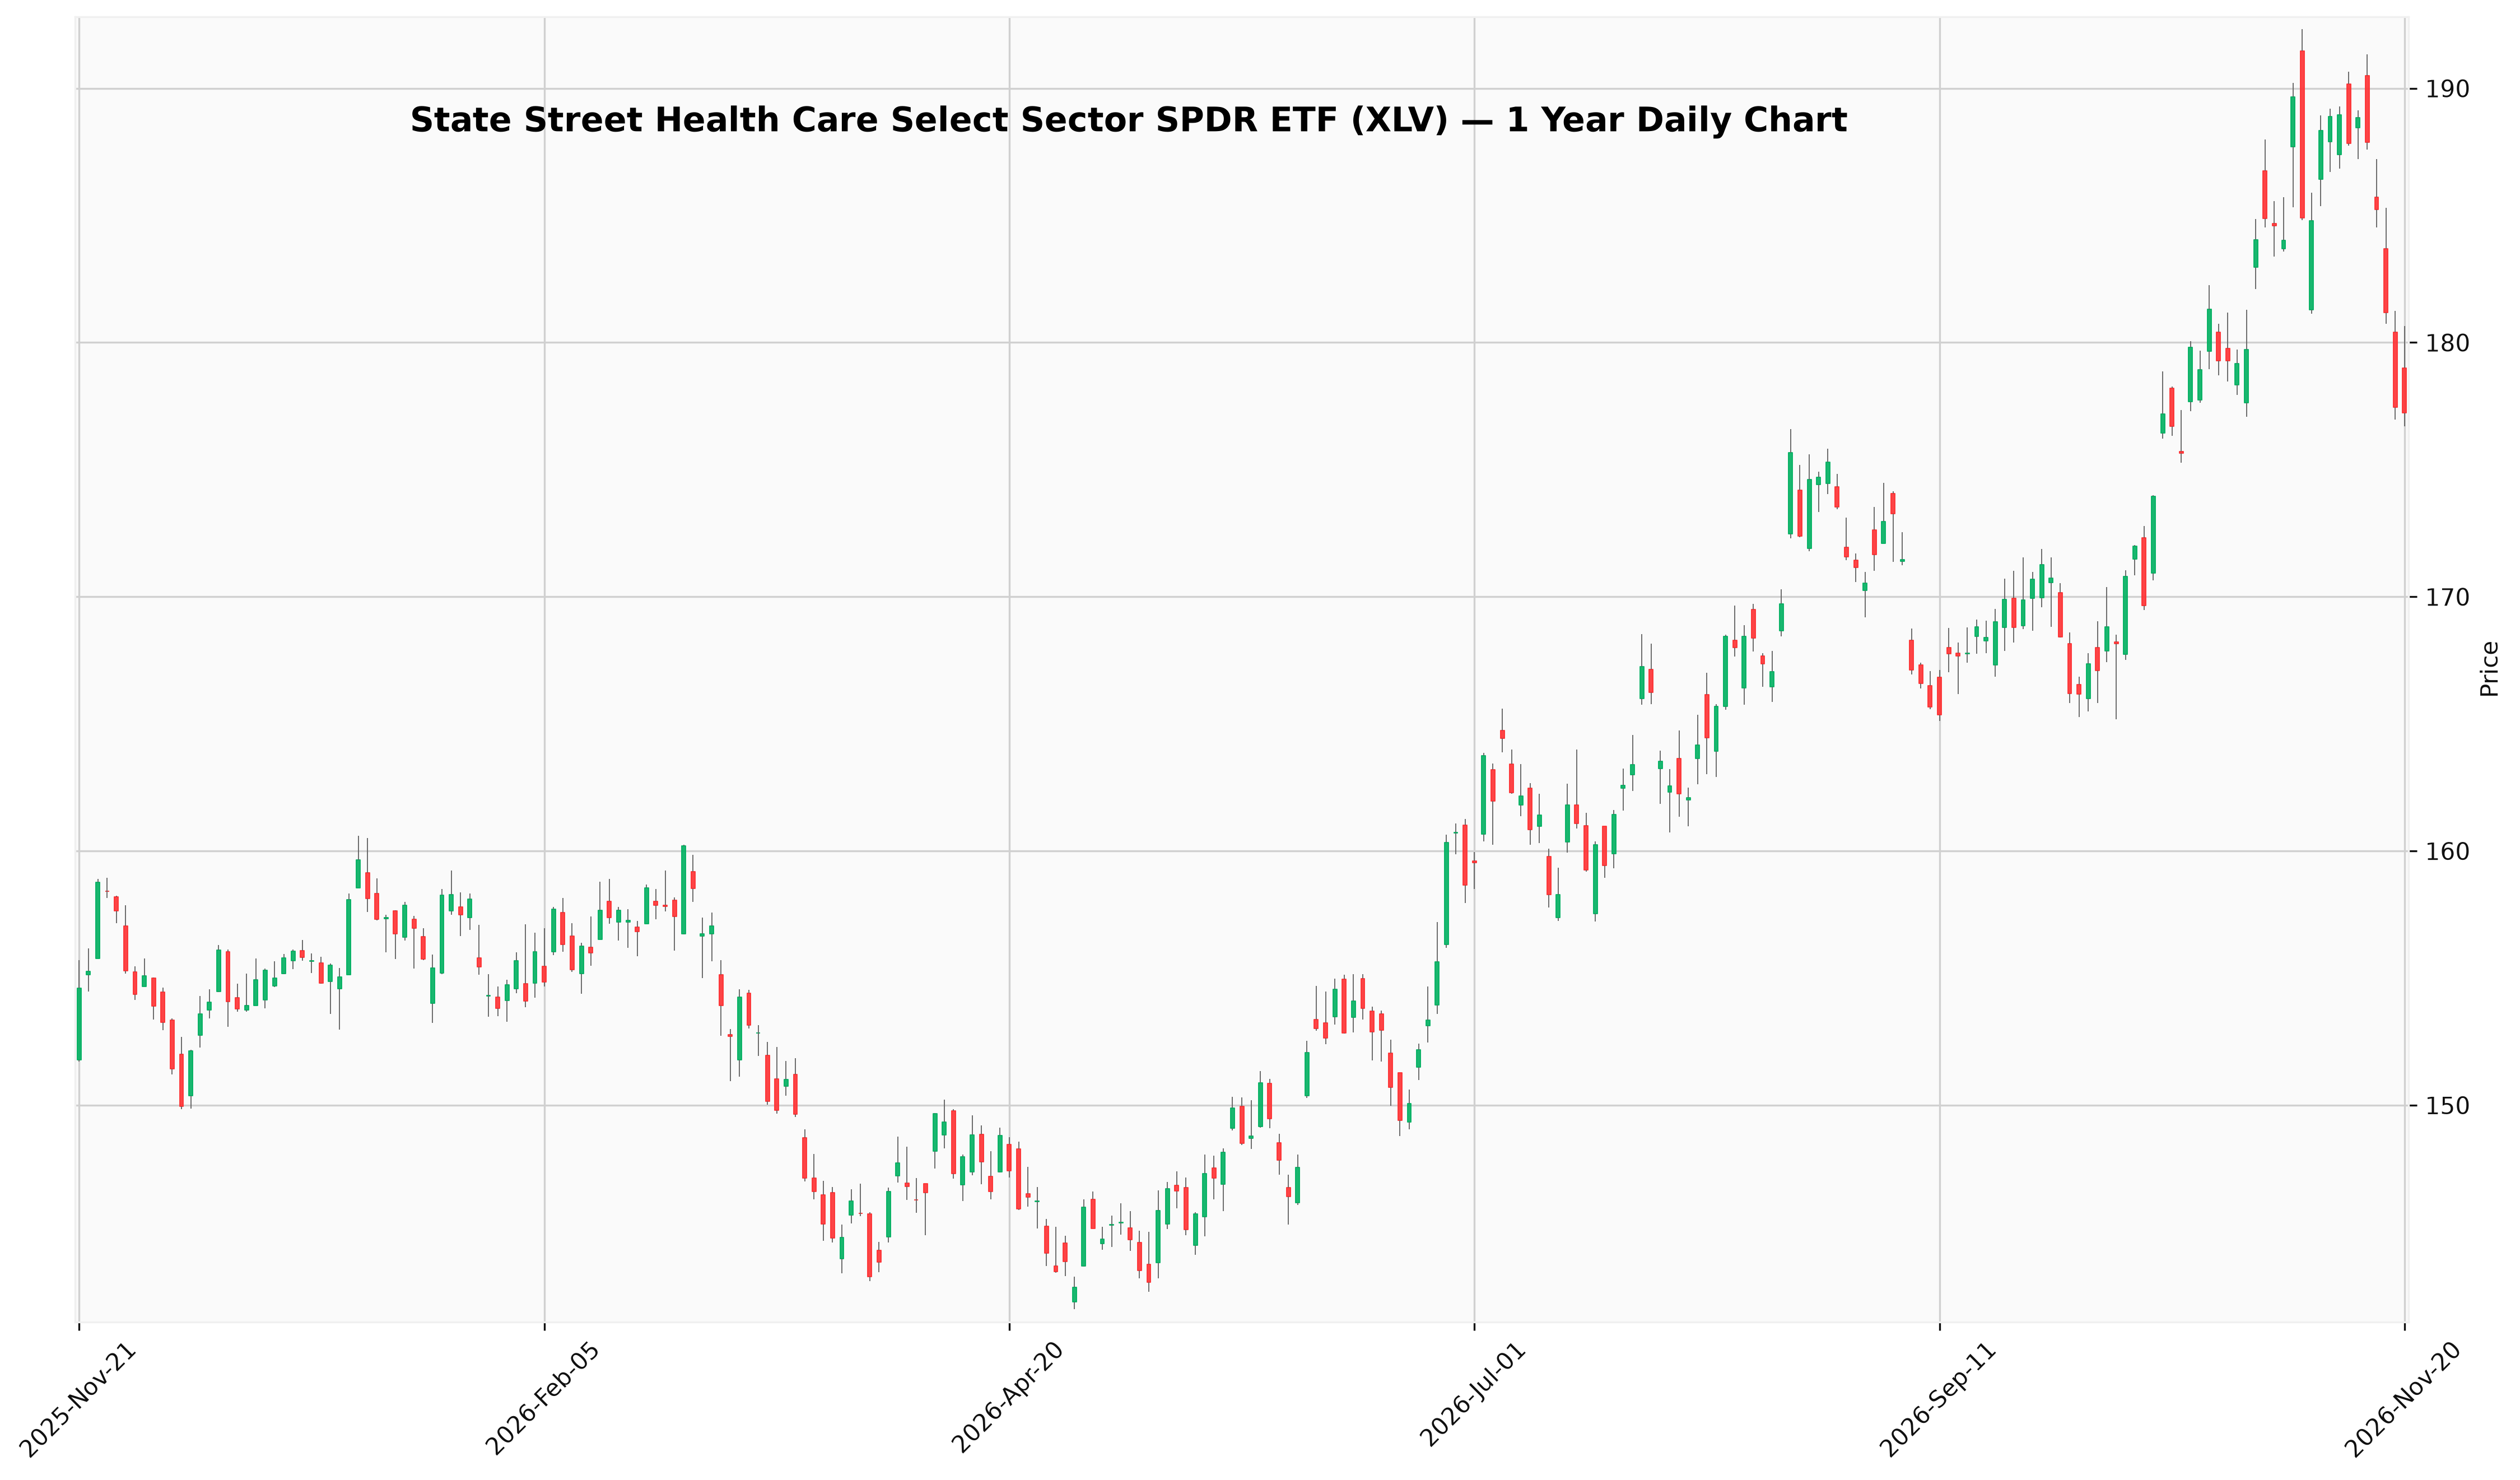 State Street Health Care Select Sector SPDR ETF (XLV) — 1 Year Daily Chart
190
180
170
160
150
Price
2025-Nov-21
2026-Feb-05
2026-Apr-20
2026-Jul-01
2026-Sep-11
2026-Nov-20